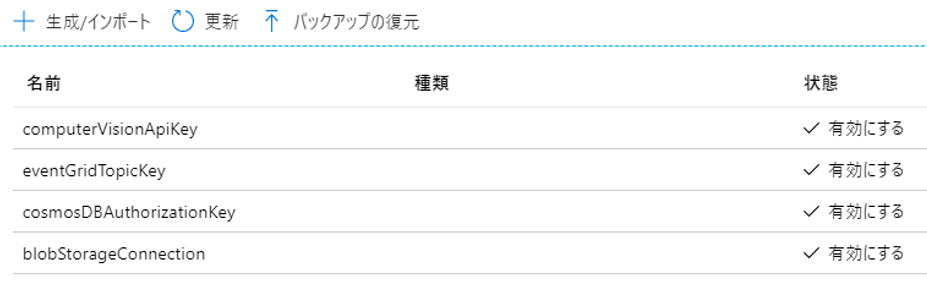 生成/インポート 更新 バックアップの復元
名前 種類 状態
computerVisionApiKey 有効にする
eventGridTopicKey 有効にする
cosmosDBAuthorizationKey 有効にする
blobStorageConnection 有効にする